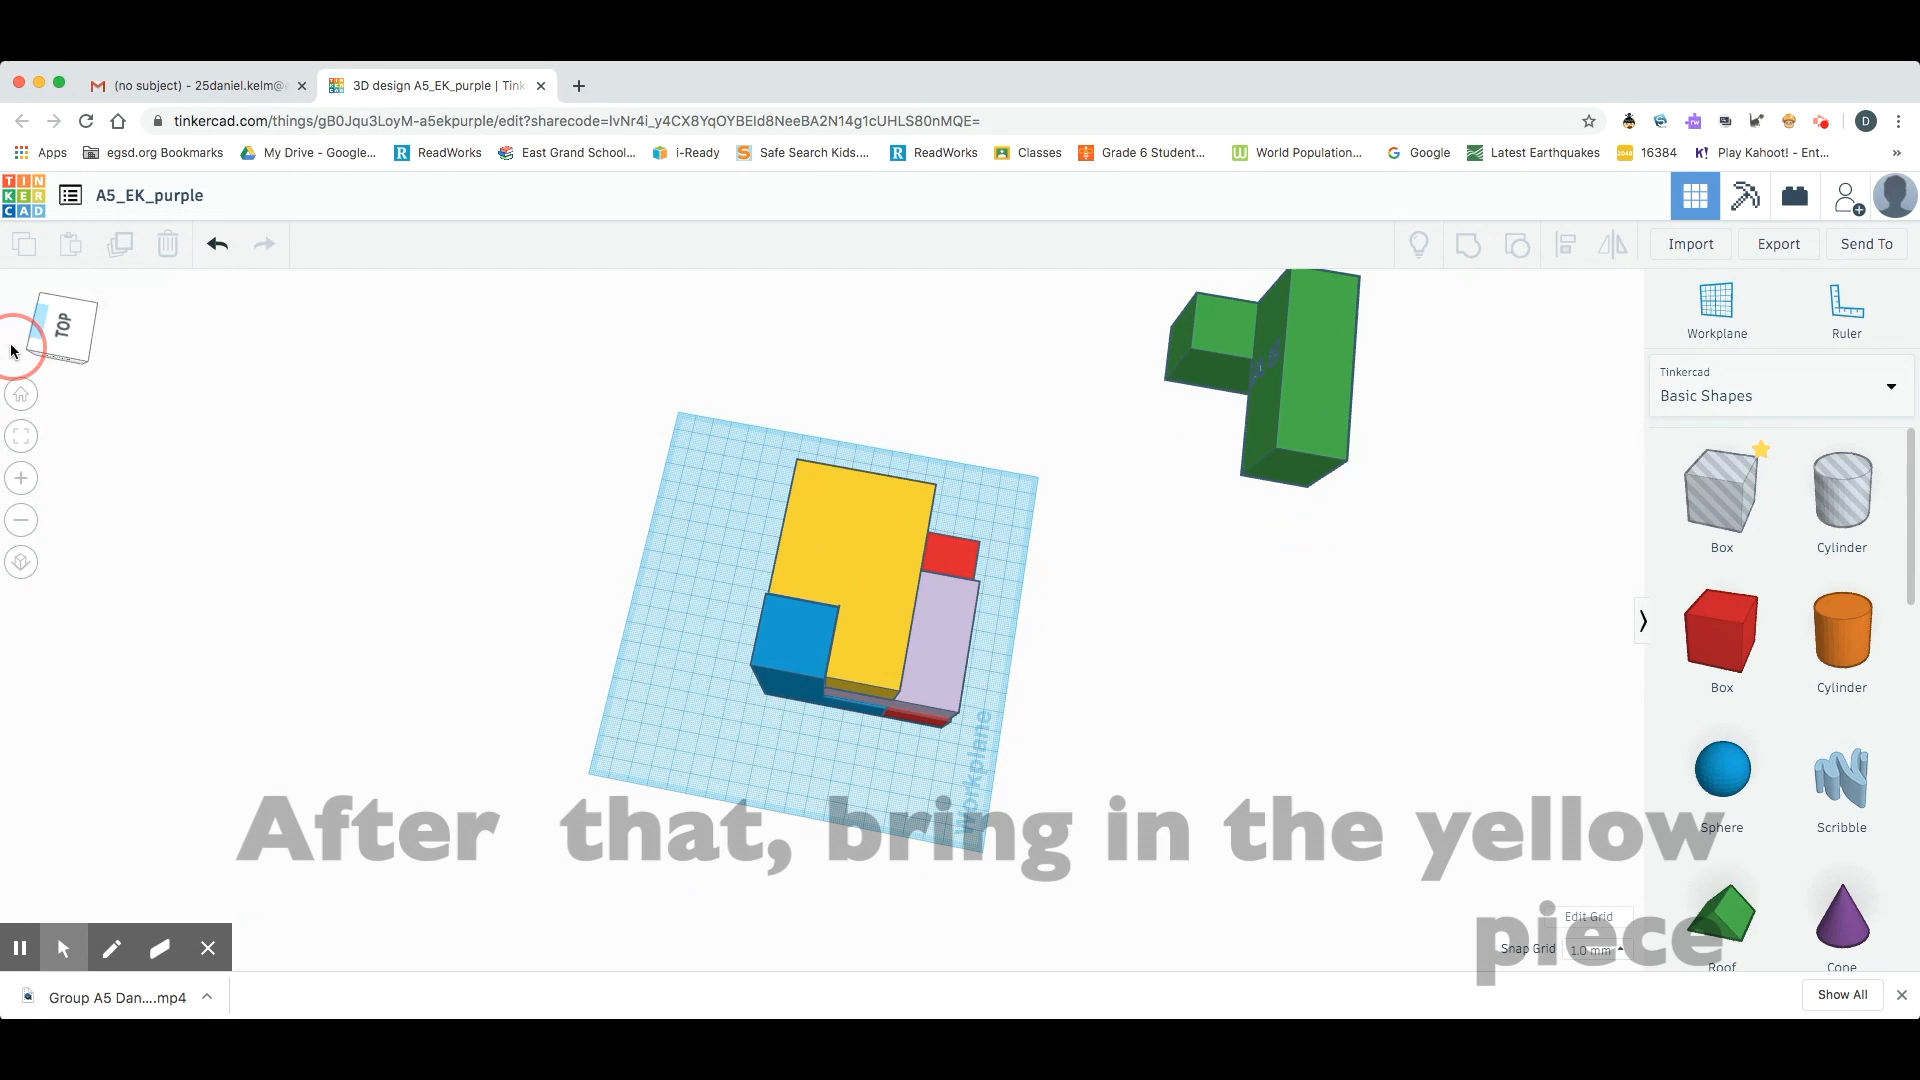 (no subject) - 25daniel.kelm@
3D design A5_EK_purple | Tink
tinkercad.com/things/gB0Jqu3LoyM-a5ekpurple/edit?sharecode=IvNr4i_y4CX8YqOYBEId8NeeBA2N14g1cUHLS80nMQE=
D
Apps
egsd.org Bookmarks
My Drive - Google...
ReadWorks
East Grand School...
i-Ready
Safe Search Kids....
ReadWorks
Classes
Grade 6 Student...
World Population...
Google
Latest Earthquakes
16384
Play Kahoot! - Ent...
»
TIN
KER
CAD
A5_EK_purple
Import
Export
Send To
TOP
Workplane
Ruler
Tinkercad
Basic Shapes
Box
Cylinder
Box
Cylinder
Sphere
Scribble
Roof
Cone
Workplane
After that, bring in the yellow
piece
Edit Grid
Snap Grid 1.0 mm
Group A5 Dan....mp4
Show All